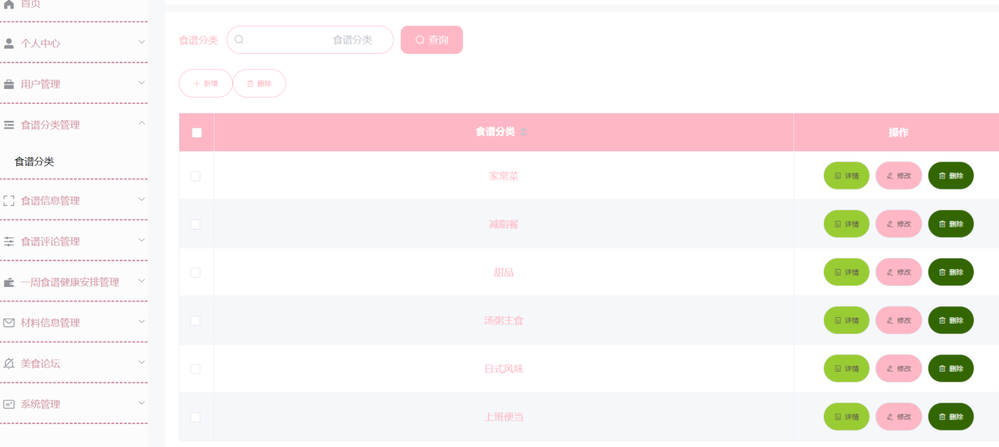 首页
个人中心
用户管理
食谱分类管理
食谱分类
食谱信息管理
食谱评论管理
一周食谱健康安排管理
材料信息管理
美食论坛
系统管理
食谱分类 食谱分类 查询
新增 删除
食谱分类 操作
家常菜 详情 修改 删除
减脂餐 详情 修改 删除
甜品 详情 修改 删除
汤粥主食 详情 修改 删除
日式风味 详情 修改 删除
上班便当 详情 修改 删除